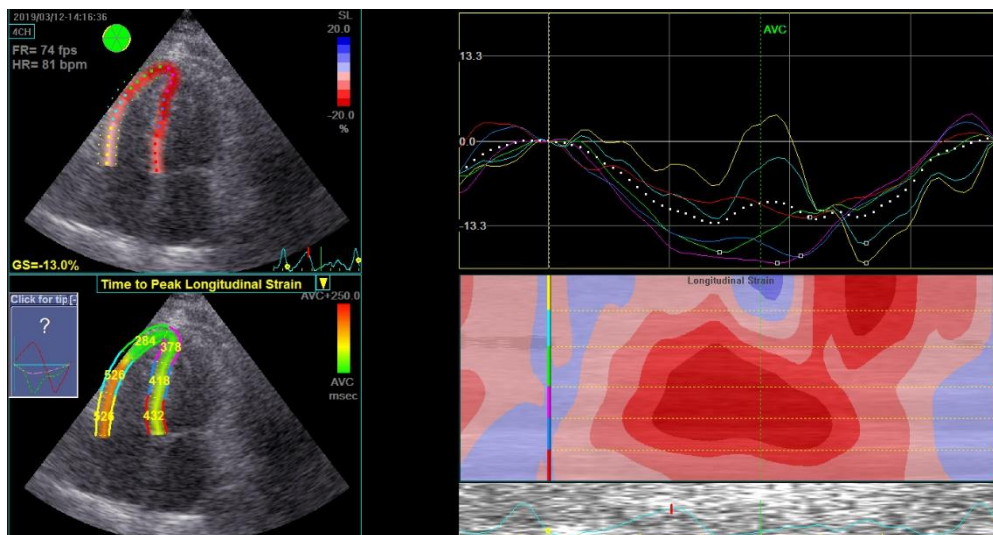 2019/03/12-14:16:36
4CH
FR= 74 fps
HR= 81 bpm
SL
20.0
-20.0
%
GS=-13.0%
AVC
13.3
0.0
-13.3
Time to Peak Longitudinal Strain
Click for tip[-]
?
AVC+250.0
AVC
msec
284
378
526
418
526
432
Longitudinal Strain